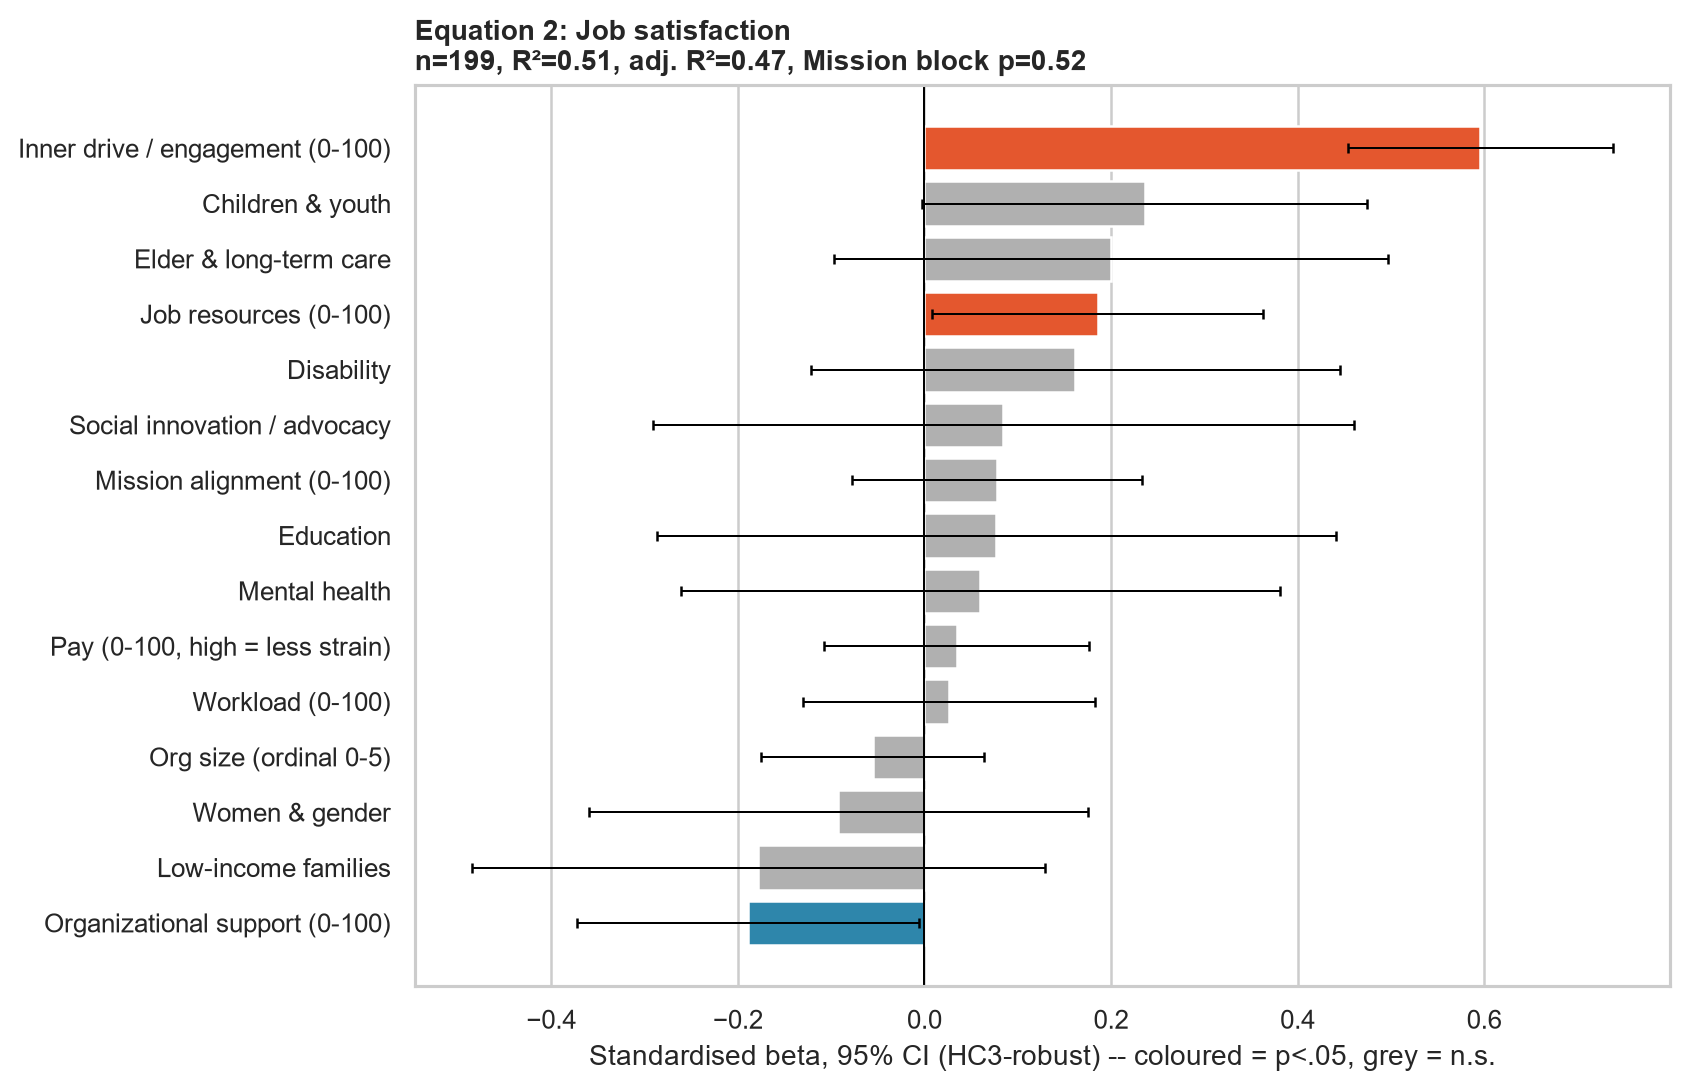 Equation 2: Job satisfaction
n=199, R²=0.51, adj. R²=0.47, Mission block p=0.52
Inner drive / engagement (0-100)
Children & youth
Elder & long-term care
Job resources (0-100)
Disability
Social innovation / advocacy
Mission alignment (0-100)
Education
Mental health
Pay (0-100, high = less strain)
Workload (0-100)
Org size (ordinal 0-5)
Women & gender
Low-income families
Organizational support (0-100)
−0.4 −0.2 0.0 0.2 0.4 0.6
Standardised beta, 95% CI (HC3-robust) -- coloured = p<.05, grey = n.s.